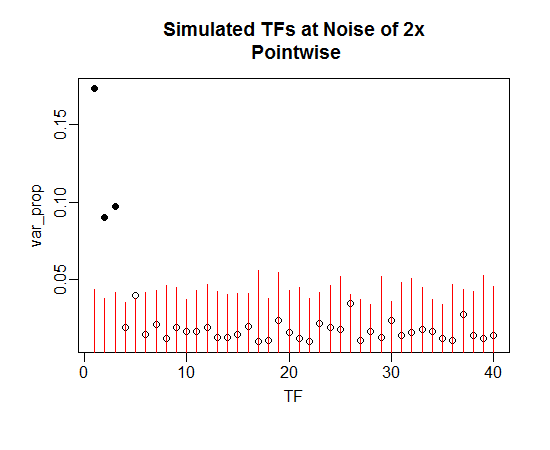 Simulated TFs at Noise of 2x
Pointwise
var_prop
0.15
0.10
0.05
0 10 20 30 40
TF